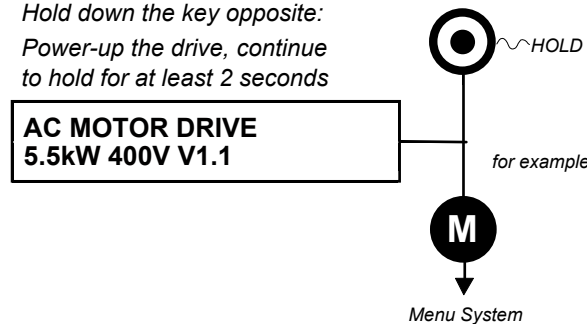 Hold down the key opposite:
HOLD
Power-up the drive, continue
to hold for at least 2 seconds
AC MOTOR DRIVE
5.5kW 400V V1.1
for example
M
Menu System